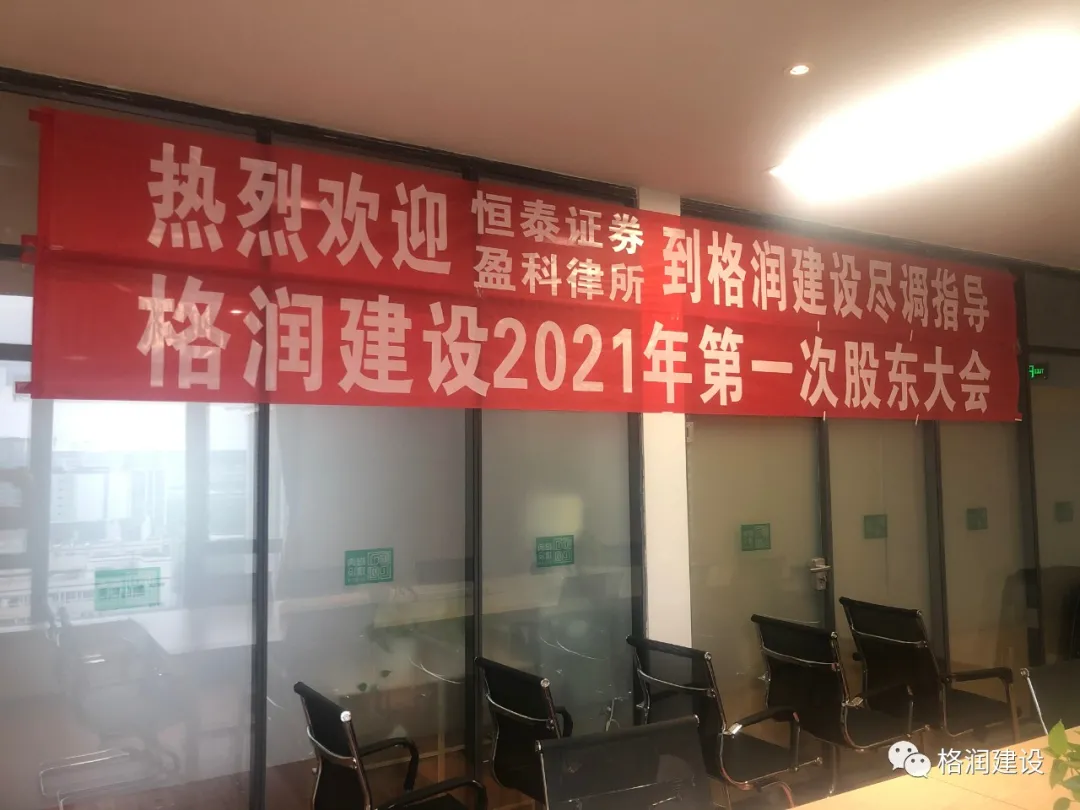 热烈欢迎 恒泰证券 盈科律所 到格润建设尽调指导
格润建设2021年第一次股东大会
格润建设